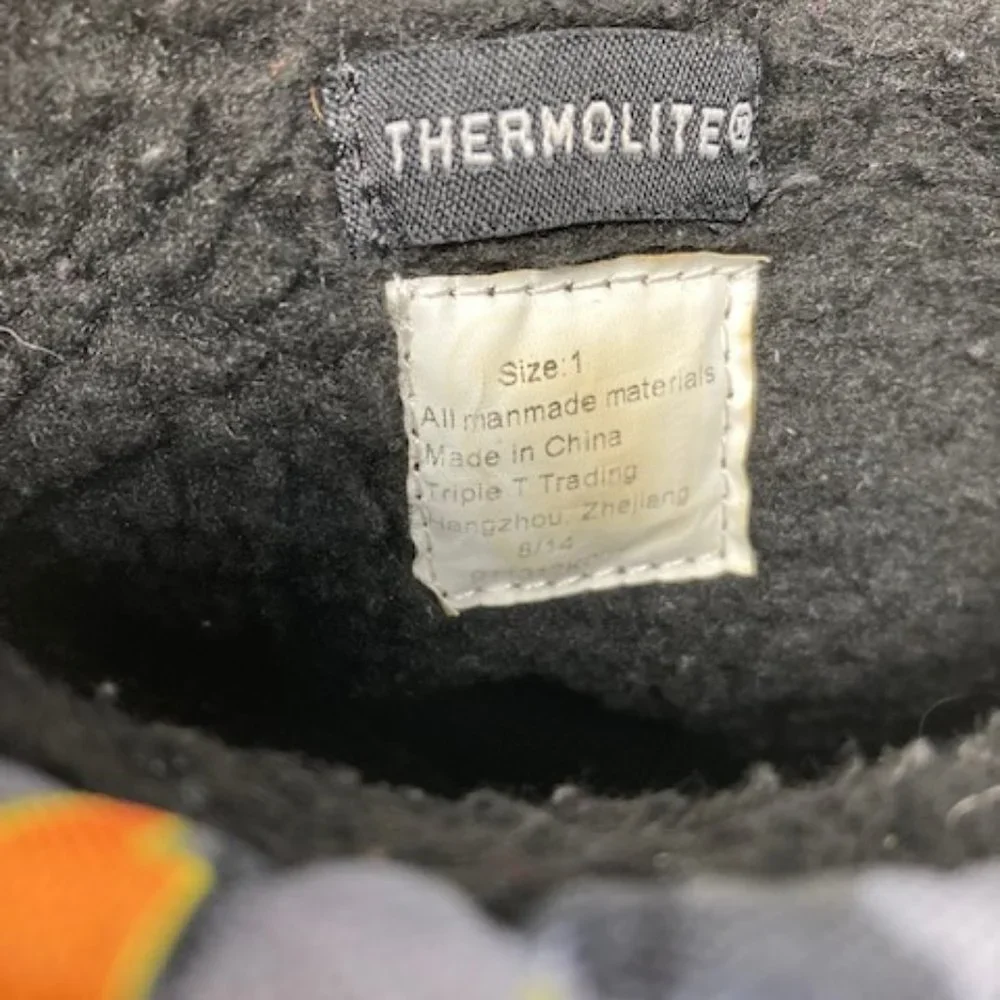 THERMOLITE®
Size:1
All manmade materials
Made in China
Triple T Trading
Hangzhou, Zhejiang
8/14